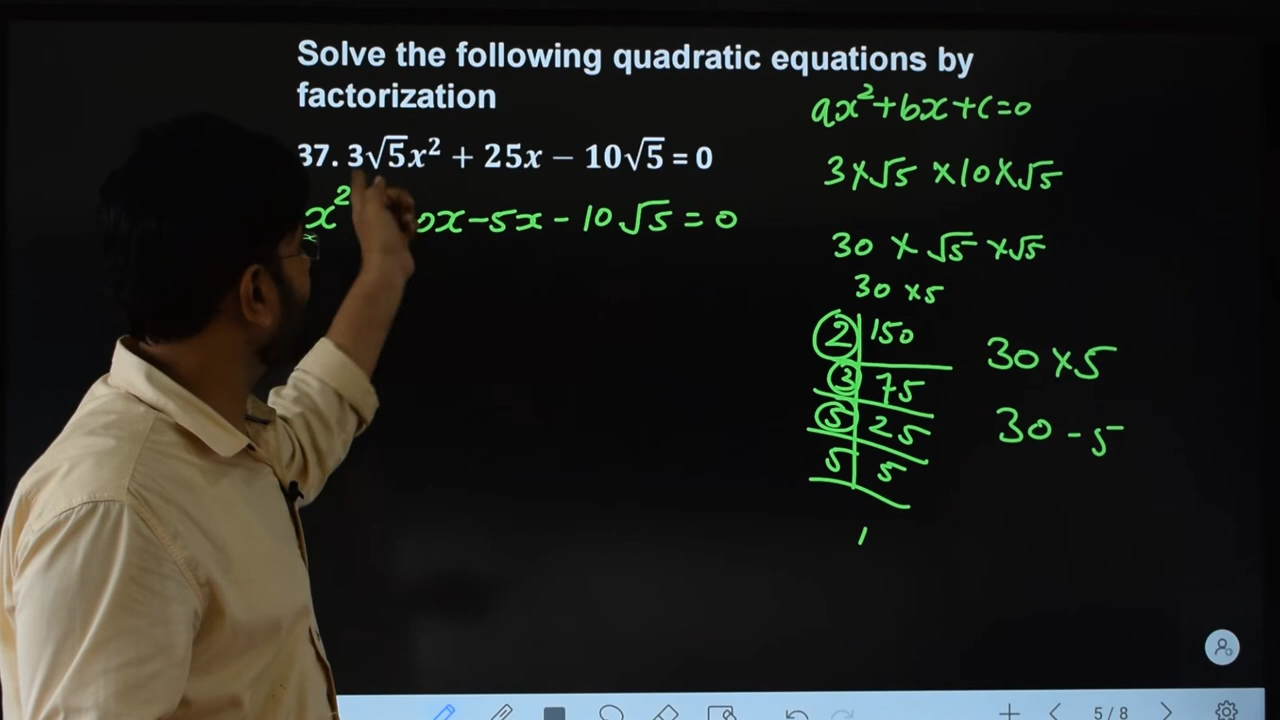 Solve the following quadratic equations by
factorization
37. 3√5x² + 25x − 10√5 = 0
x² 0x-5x-10√5=0
ax²+bx+c=0
3×√5 ×10×√5
30 ×√5 ×√5
30 ×5
2 150
3 75
5 25
5 5
1
30×5
30-5
5 / 8